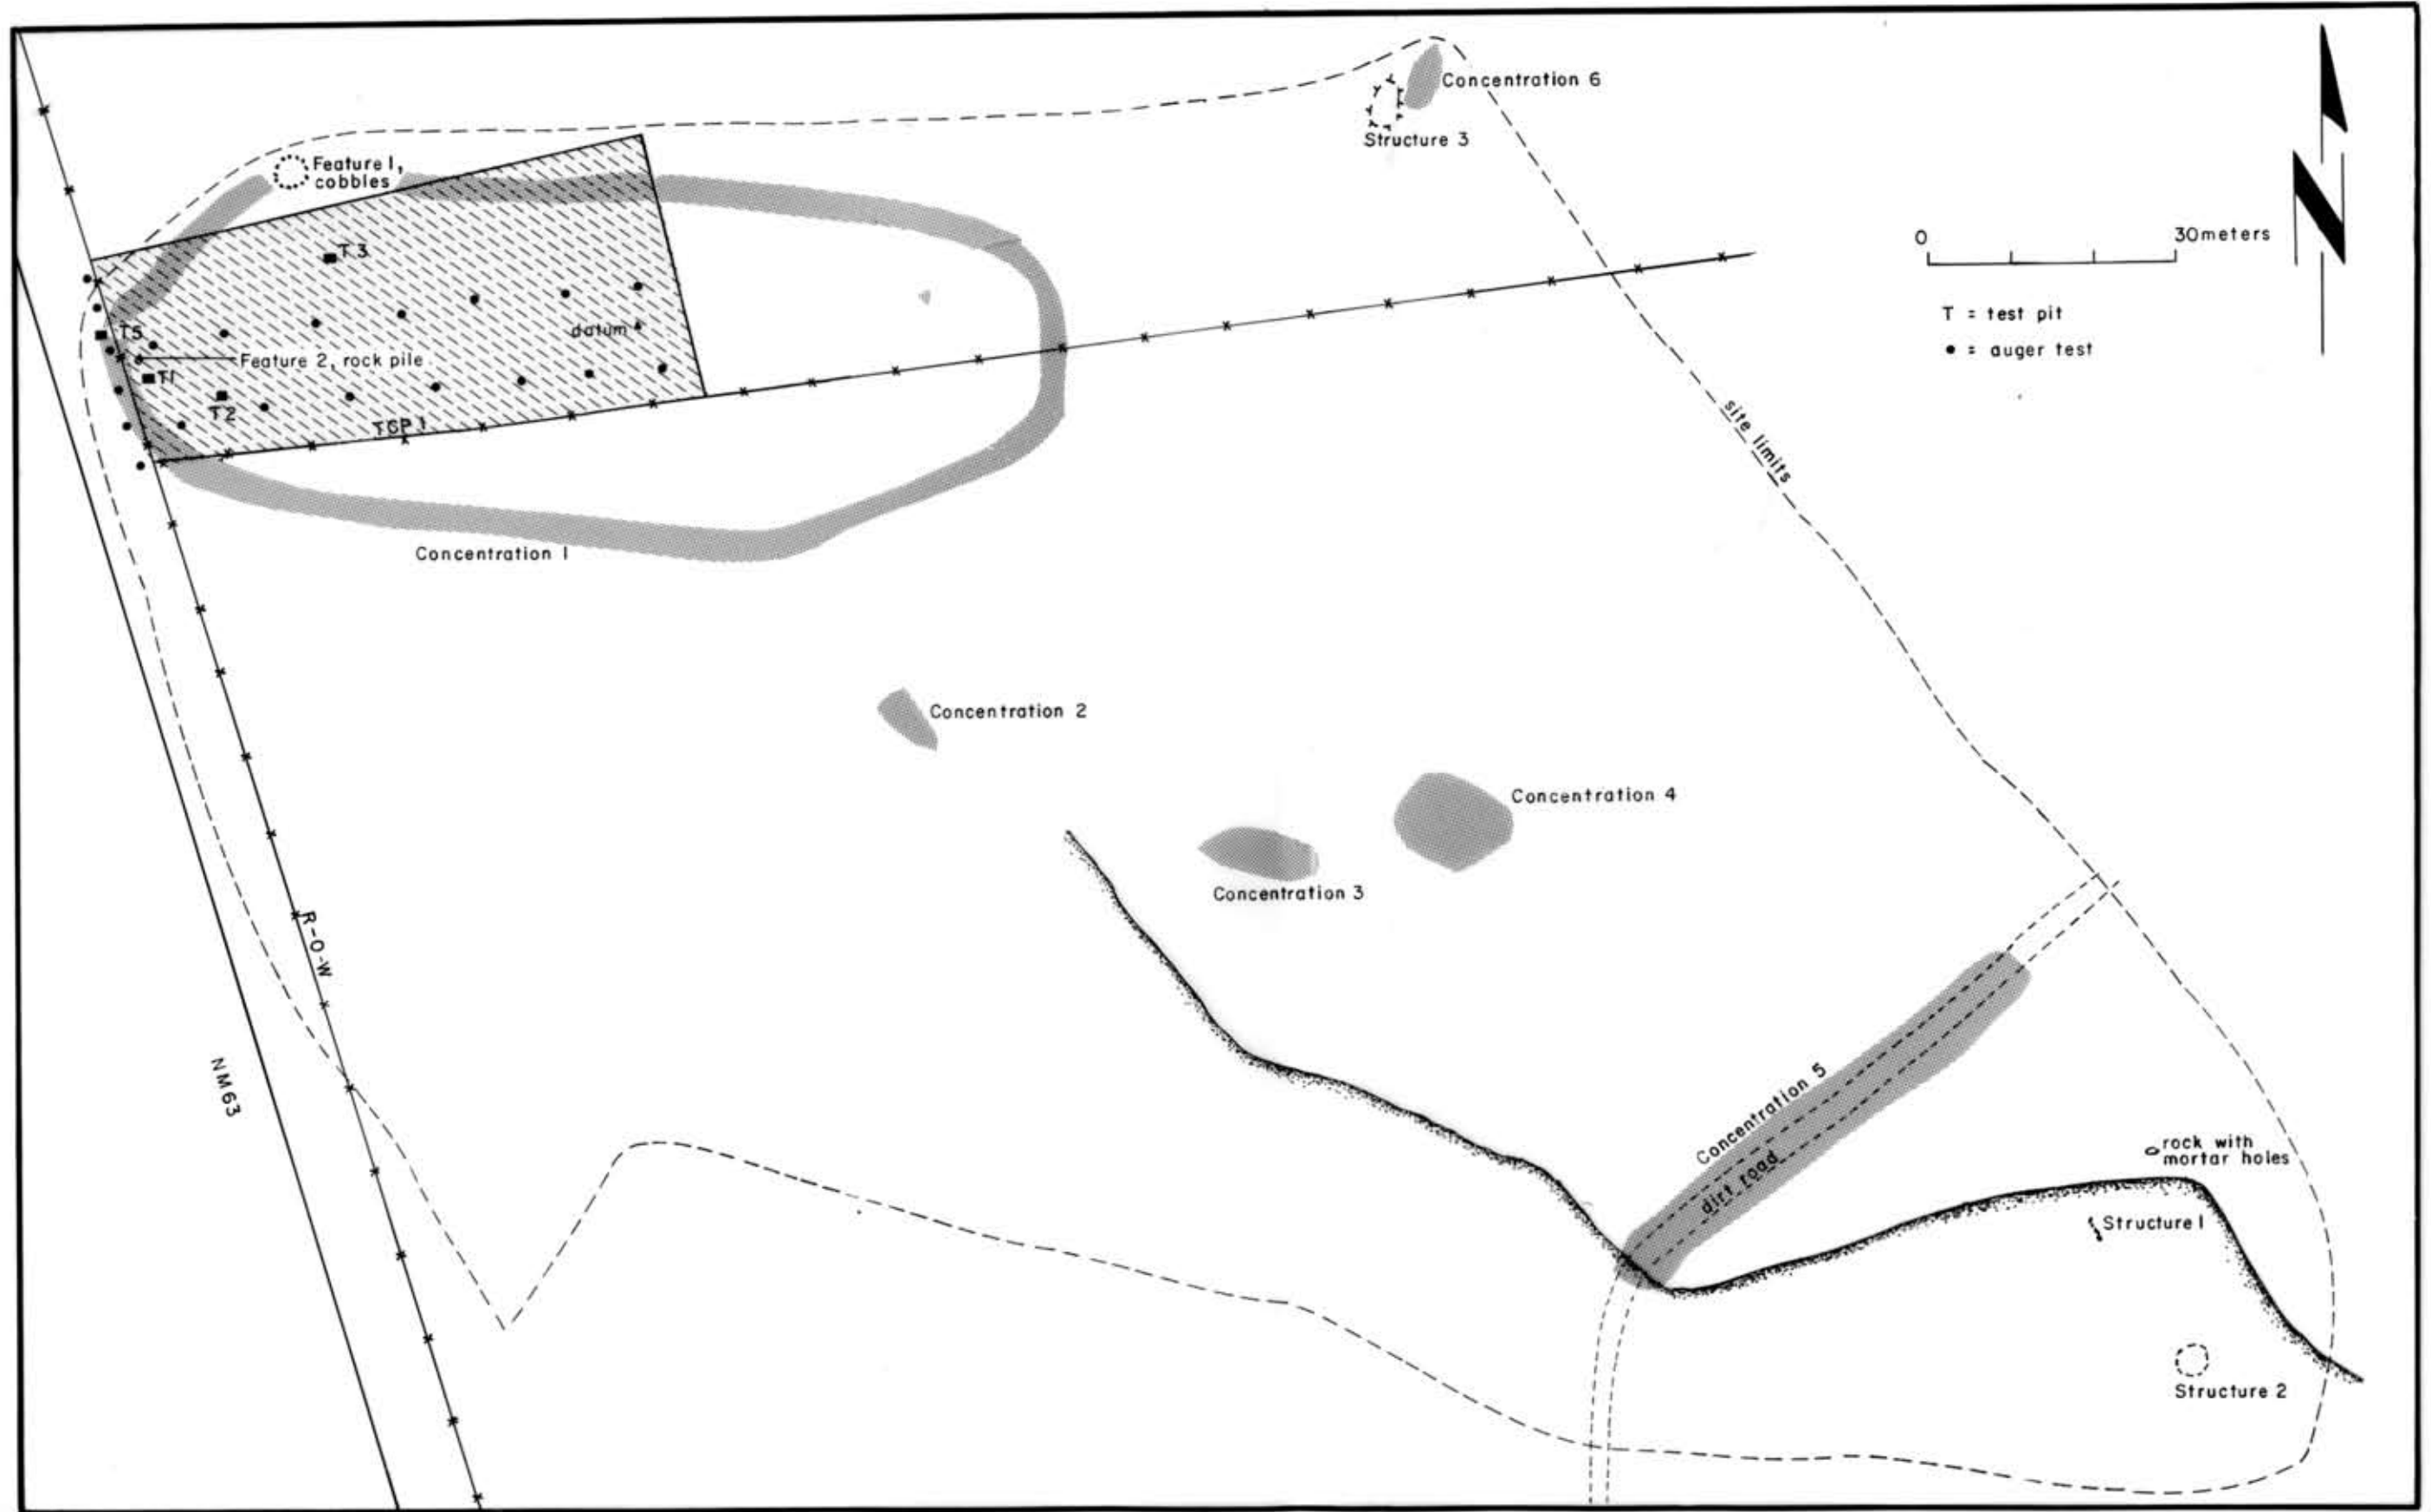 Concentration 6
Structure 3
Feature 1,
cobbles
N
0
30meters
T3
T = test pit
datum
T5
• = auger test
Feature 2, rock pile
T1
T2
TCP 1
site limits
Concentration 1
Concentration 2
Concentration 4
Concentration 3
R-O-W
NM63
Concentration 5
dirt road
rock with
mortar holes
Structure 1
Structure 2